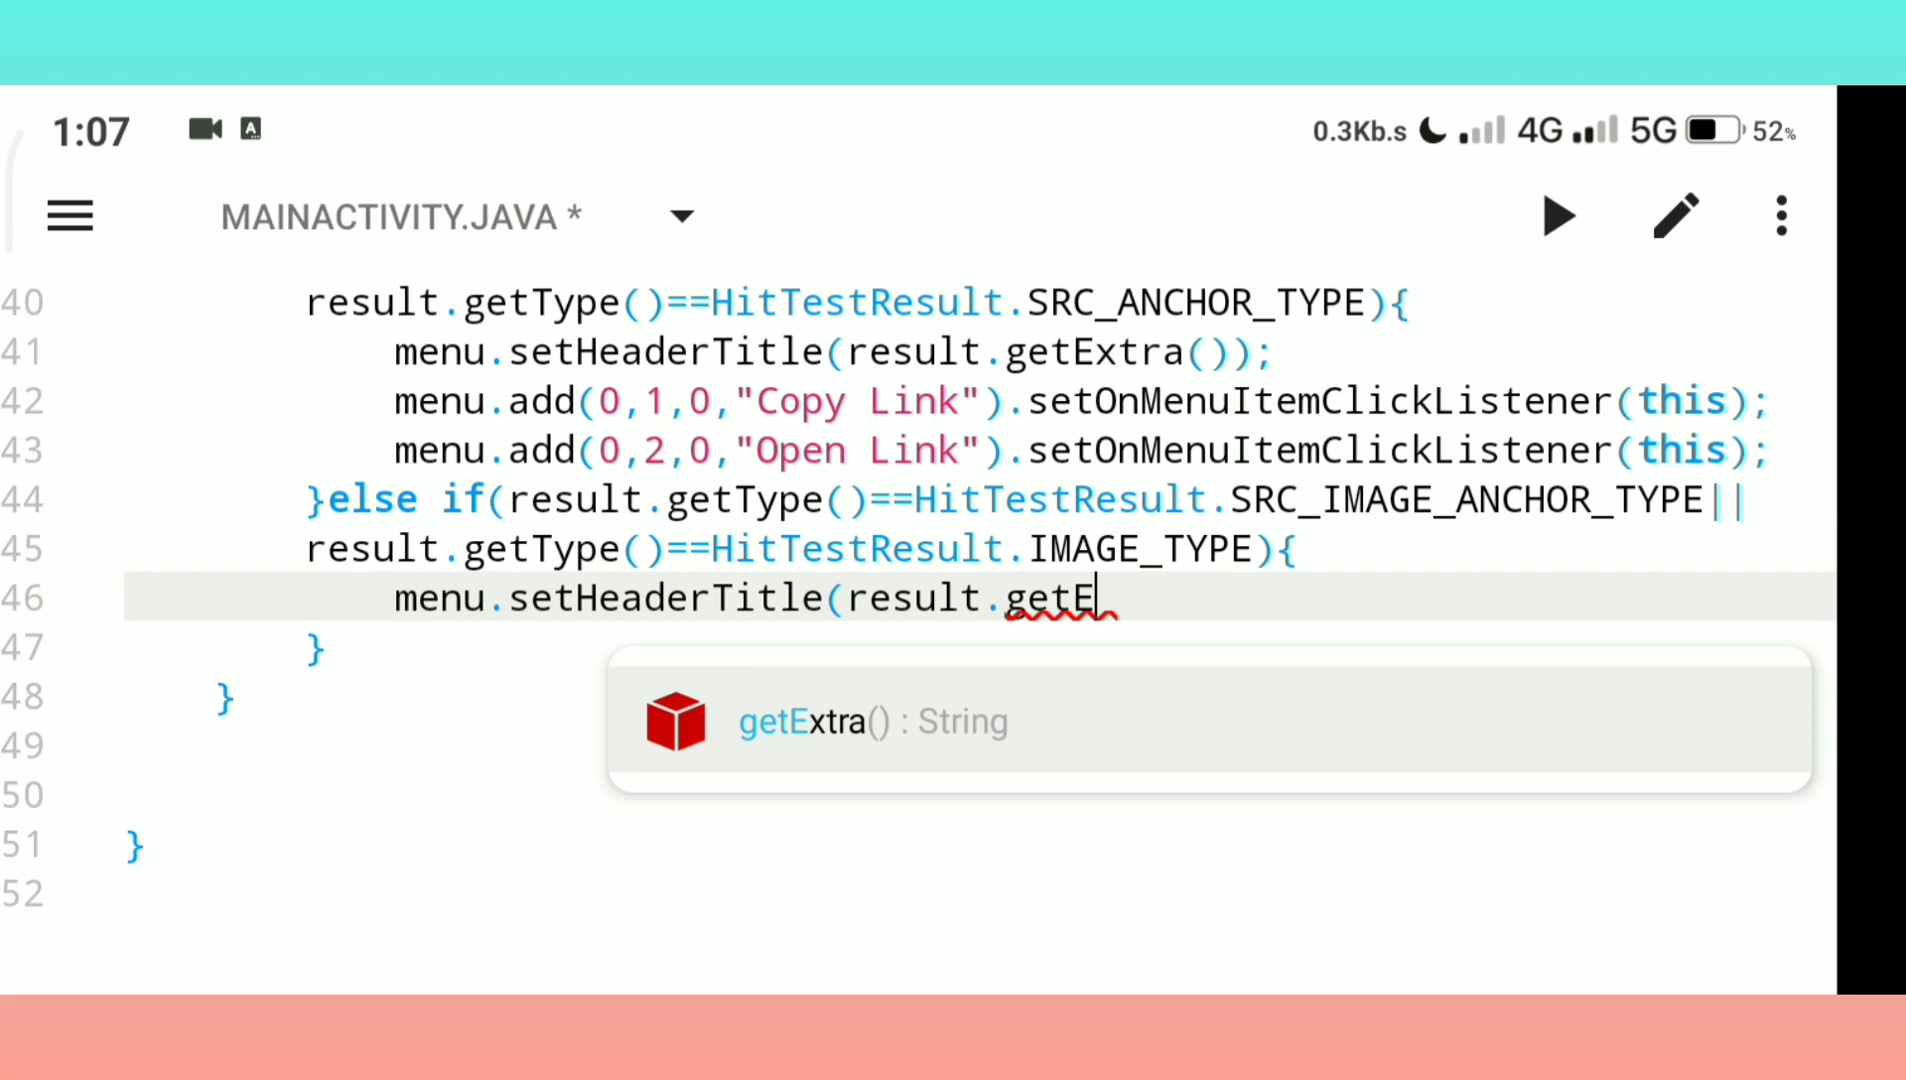 1:07
A
0.3Kb.s 4G 5G 52%
MAINACTIVITY.JAVA *
40 result.getType()==HitTestResult.SRC_ANCHOR_TYPE){
41 menu.setHeaderTitle(result.getExtra());
42 menu.add(0,1,0,"Copy Link").setOnMenuItemClickListener(this);
43 menu.add(0,2,0,"Open Link").setOnMenuItemClickListener(this);
44 }else if(result.getType()==HitTestResult.SRC_IMAGE_ANCHOR_TYPE||
45 result.getType()==HitTestResult.IMAGE_TYPE){
46 menu.setHeaderTitle(result.getE
47 }
getExtra() : String
48 }
49
50
51 }
52